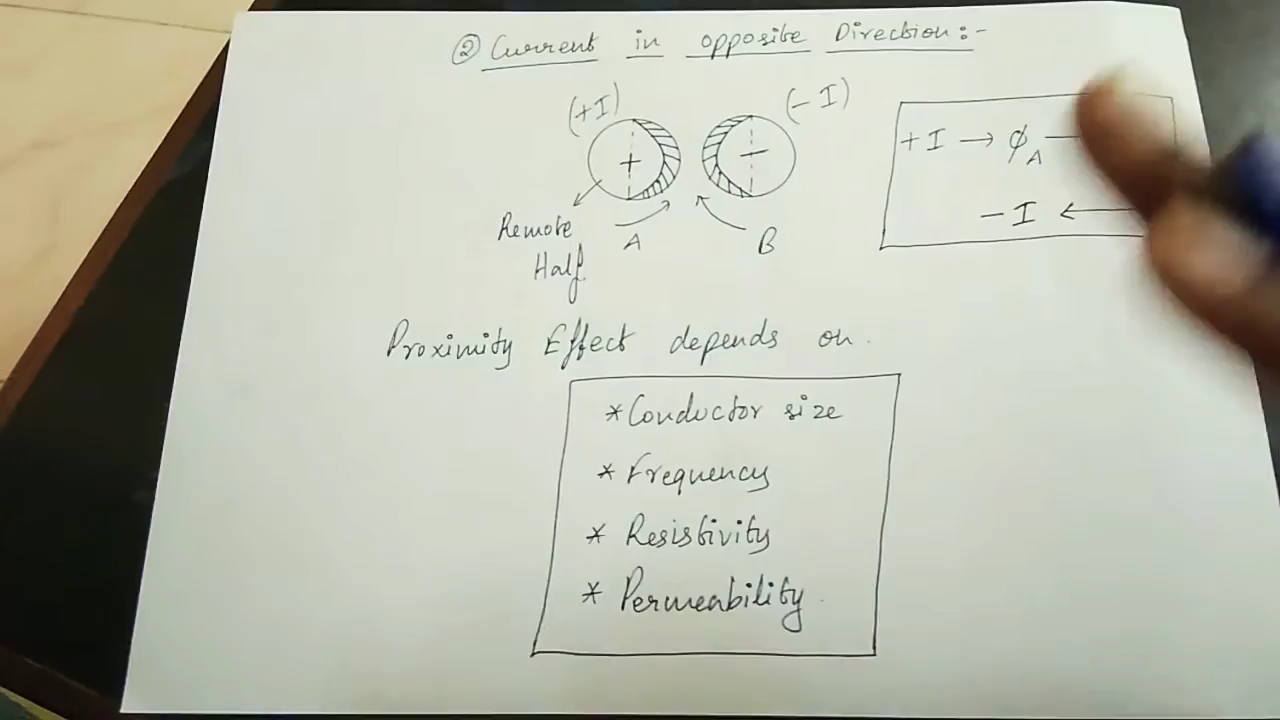 ② Current in opposite Direction:-
(+I) (- I)
+ -
+I → ϕA
- I ←
Remote
Half
A B
Proximity Effect depends on.
* Conductor size
* Frequency
* Resistivity
* Permeability.